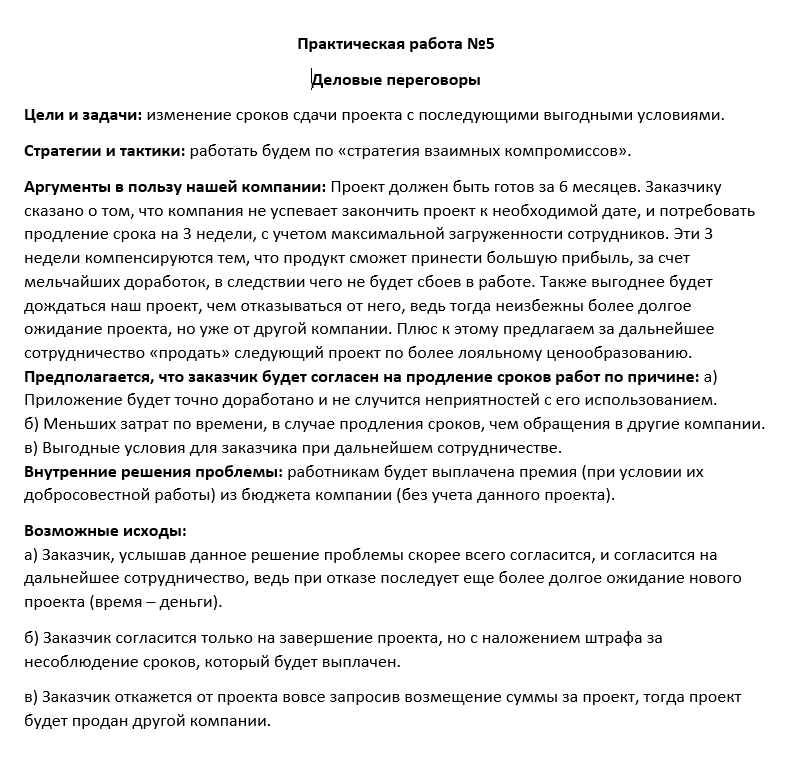 Практическая работа №5
Деловые переговоры
Цели и задачи: изменение сроков сдачи проекта с последующими выгодными условиями.
Стратегии и тактики: работать будем по «стратегия взаимных компромиссов».
Аргументы в пользу нашей компании: Проект должен быть готов за 6 месяцев. Заказчику
сказано о том, что компания не успевает закончить проект к необходимой дате, и потребовать
продление срока на 3 недели, с учетом максимальной загруженности сотрудников. Эти 3
недели компенсируются тем, что продукт сможет принести большую прибыль, за счет
мельчайших доработок, в следствии чего не будет сбоев в работе. Также выгоднее будет
дождаться наш проект, чем отказываться от него, ведь тогда неизбежны более долгое
ожидание проекта, но уже от другой компании. Плюс к этому предлагаем за дальнейшее
сотрудничество «продать» следующий проект по более лояльному ценообразованию.
Предполагается, что заказчик будет согласен на продление сроков работ по причине: а)
Приложение будет точно доработано и не случится неприятностей с его использованием.
б) Меньших затрат по времени, в случае продления сроков, чем обращения в другие компании.
в) Выгодные условия для заказчика при дальнейшем сотрудничестве.
Внутренние решения проблемы: работникам будет выплачена премия (при условии их
добросовестной работы) из бюджета компании (без учета данного проекта).
Возможные исходы:
а) Заказчик, услышав данное решение проблемы скорее всего согласится, и согласится на
дальнейшее сотрудничество, ведь при отказе последует еще более долгое ожидание нового
проекта (время – деньги).
б) Заказчик согласится только на завершение проекта, но с наложением штрафа за
несоблюдение сроков, который будет выплачен.
в) Заказчик откажется от проекта вовсе запросив возмещение суммы за проект, тогда проект
будет продан другой компании.